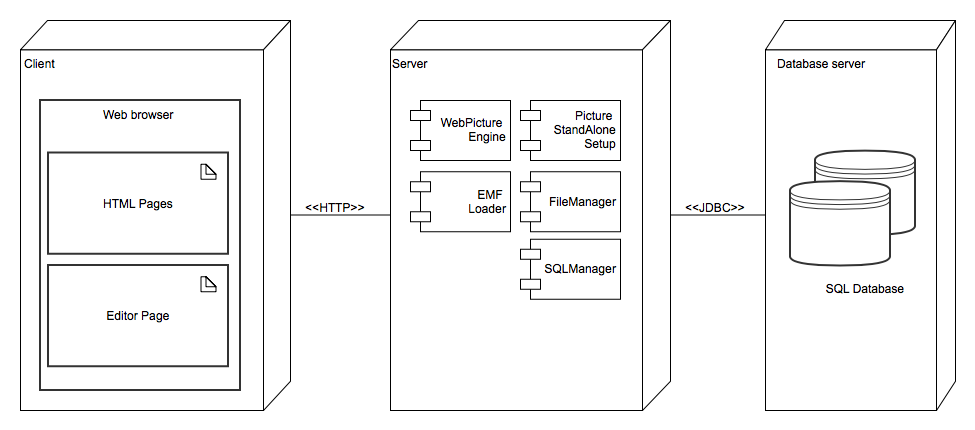 Client
Web browser
HTML Pages
Editor Page
<<HTTP>>
Server
WebPicture
Engine
Picture
StandAlone
Setup
EMF
Loader
FileManager
SQLManager
<<JDBC>>
Database server
SQL Database